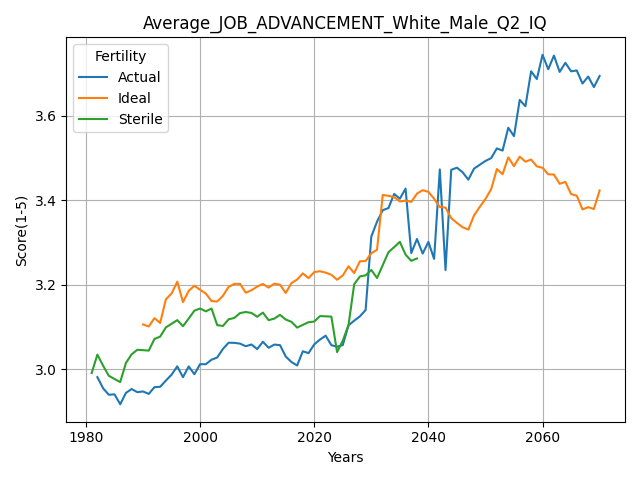 Average_JOB_ADVANCEMENT_White_Male_Q2_IQ
Fertility
Actual
Ideal
Sterile
Score(1-5)
3.6
3.4
3.2
3.0
1980 2000 2020 2040 2060
Years